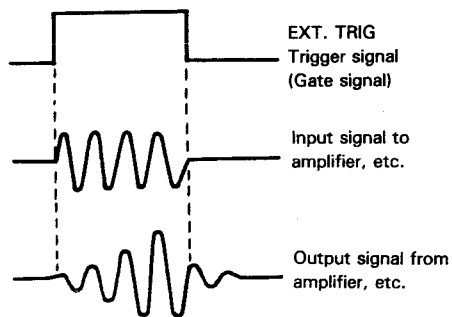 EXT. TRIG
Trigger signal
(Gate signal)
Input signal to
amplifier, etc.
Output signal from
amplifier, etc.